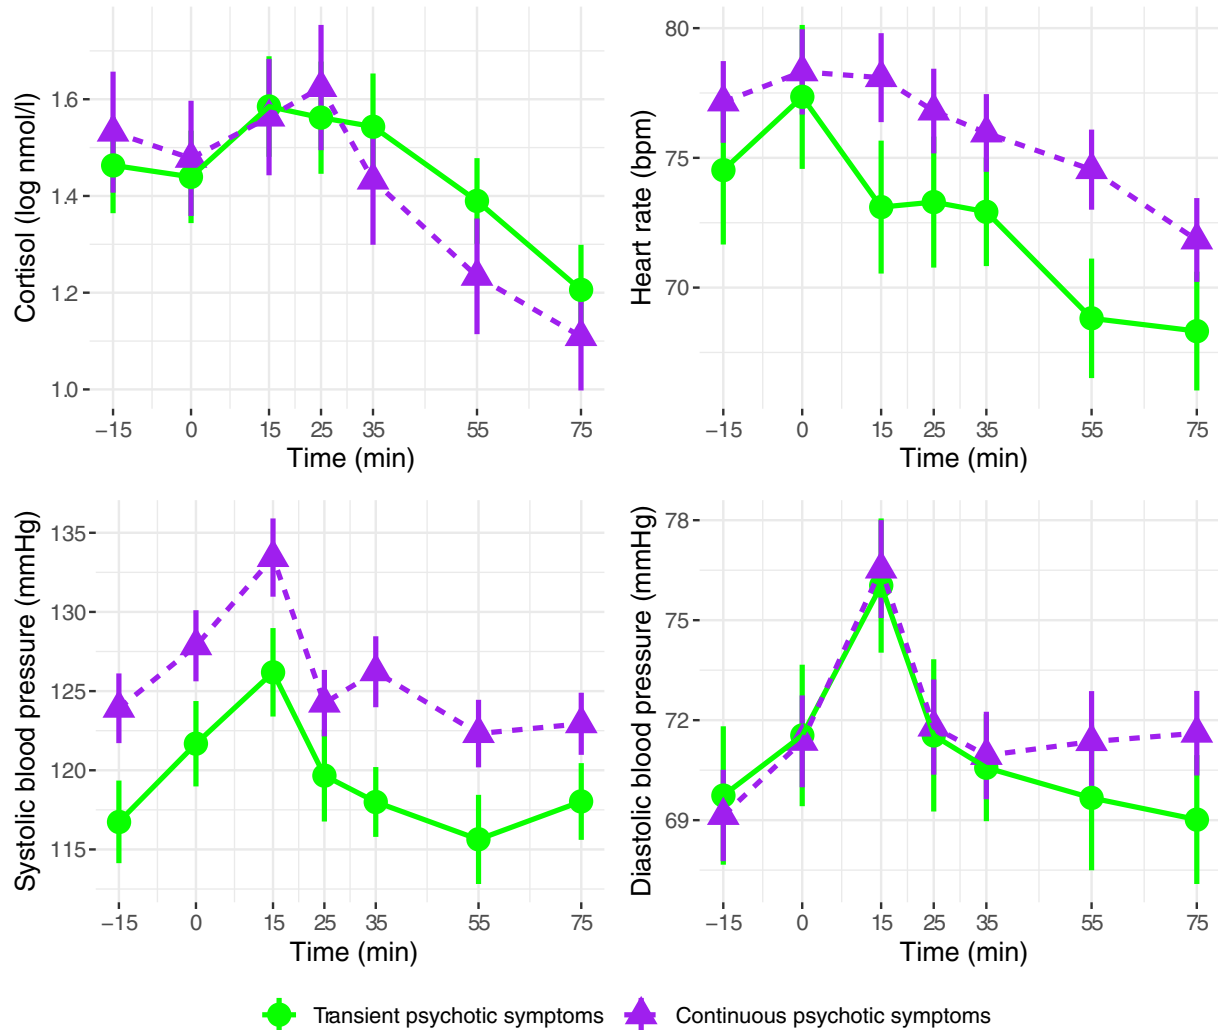 Cortisol (log nmol/l)
1.6
1.4
1.2
1.0
−15 0 15 25 35 55 75
Time (min)
Heart rate (bpm)
80
75
70
−15 0 15 25 35 55 75
Time (min)
Systolic blood pressure (mmHg)
135
130
125
120
115
−15 0 15 25 35 55 75
Time (min)
Diastolic blood pressure (mmHg)
78
75
72
69
−15 0 15 25 35 55 75
Time (min)
Transient psychotic symptoms Continuous psychotic symptoms